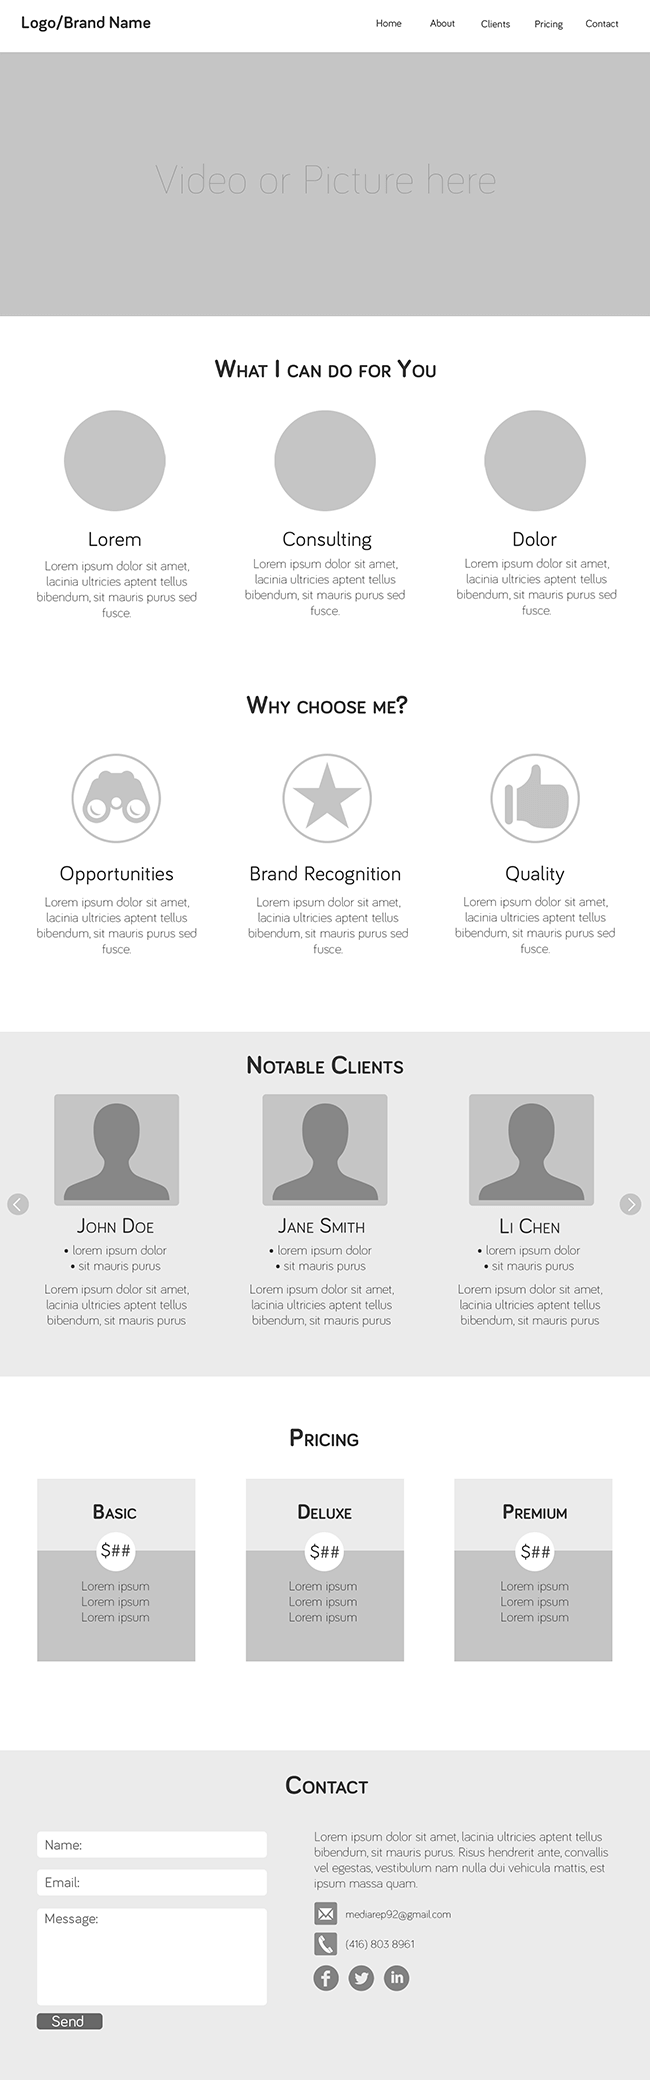 Logo/Brand Name
Home About Clients Pricing Contact
Video or Picture here
What I can do for You
Lorem
Lorem ipsum dolor sit amet,
lacinia ultricies aptent tellus
bibendum, sit mauris purus sed
fusce.
Consulting
Lorem ipsum dolor sit amet,
lacinia ultricies aptent tellus
bibendum, sit mauris purus sed
fusce.
Dolor
Lorem ipsum dolor sit amet,
lacinia ultricies aptent tellus
bibendum, sit mauris purus sed
fusce.
Why choose me?
Opportunities
Lorem ipsum dolor sit amet,
lacinia ultricies aptent tellus
bibendum, sit mauris purus sed
fusce.
Brand Recognition
Lorem ipsum dolor sit amet,
lacinia ultricies aptent tellus
bibendum, sit mauris purus sed
fusce.
Quality
Lorem ipsum dolor sit amet,
lacinia ultricies aptent tellus
bibendum, sit mauris purus sed
fusce.
Notable Clients
John Doe
• lorem ipsum dolor
• sit mauris purus
Lorem ipsum dolor sit amet,
lacinia ultricies aptent tellus
bibendum, sit mauris purus
Jane Smith
• lorem ipsum dolor
• sit mauris purus
Lorem ipsum dolor sit amet,
lacinia ultricies aptent tellus
bibendum, sit mauris purus
Li Chen
• lorem ipsum dolor
• sit mauris purus
Lorem ipsum dolor sit amet,
lacinia ultricies aptent tellus
bibendum, sit mauris purus
Pricing
Basic
$##
Lorem ipsum
Lorem ipsum
Lorem ipsum
Deluxe
$##
Lorem ipsum
Lorem ipsum
Lorem ipsum
Premium
$##
Lorem ipsum
Lorem ipsum
Lorem ipsum
Contact
Name:
Email:
Message:
Send
Lorem ipsum dolor sit amet, lacinia ultricies aptent tellus
bibendum, sit mauris purus. Risus hendrerit ante, convallis
vel egestas, vestibulum nam nulla dui vehicula mattis, est
ipsum massa quam.
mediarep92@gmail.com
(416) 803 8961
f
in